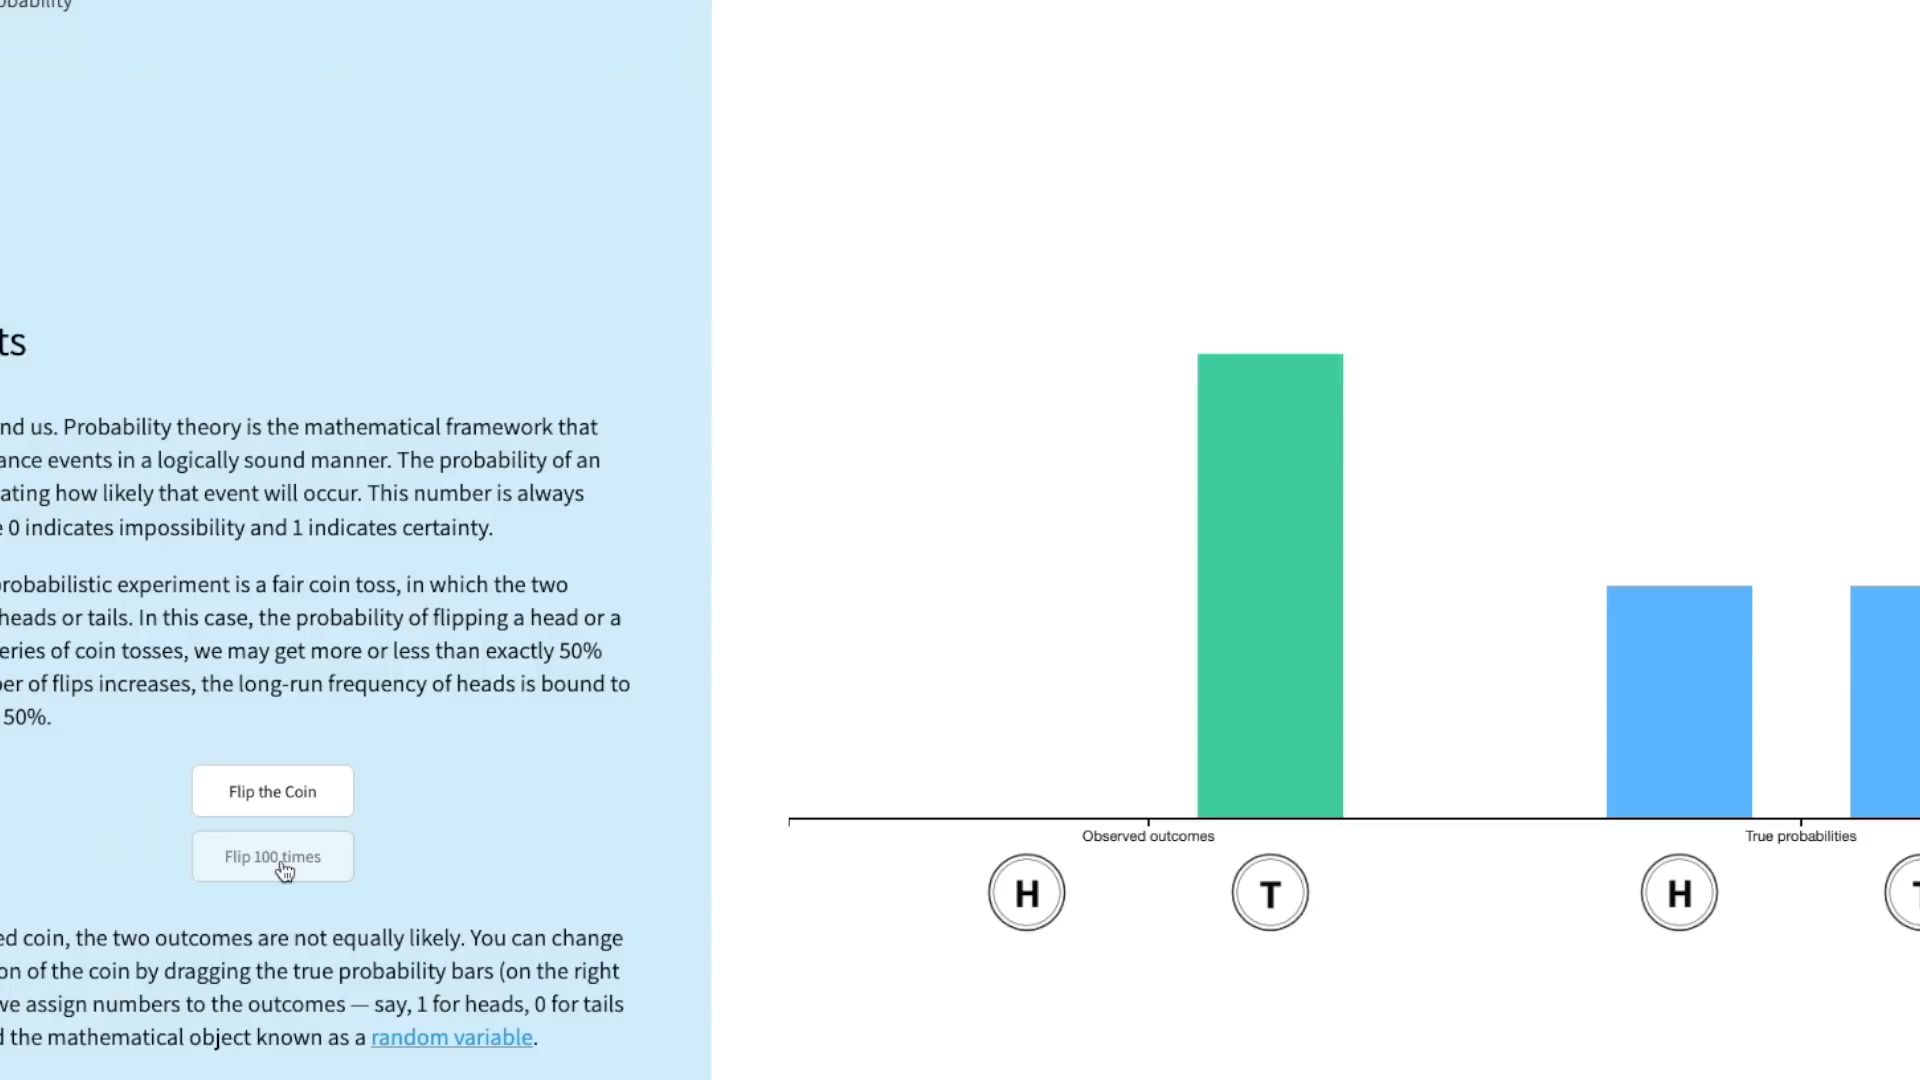 obability
ts
nd us. Probability theory is the mathematical framework that
ance events in a logically sound manner. The probability of an
ating how likely that event will occur. This number is always
e 0 indicates impossibility and 1 indicates certainty.
probabilistic experiment is a fair coin toss, in which the two
heads or tails. In this case, the probability of flipping a head or a
eries of coin tosses, we may get more or less than exactly 50%
er of flips increases, the long-run frequency of heads is bound to
50%.
Flip the Coin
Flip 100 times
ed coin, the two outcomes are not equally likely. You can change
on of the coin by dragging the true probability bars (on the right
we assign numbers to the outcomes — say, 1 for heads, 0 for tails
d the mathematical object known as a random variable.
Observed outcomes
H T
True probabilities
H T